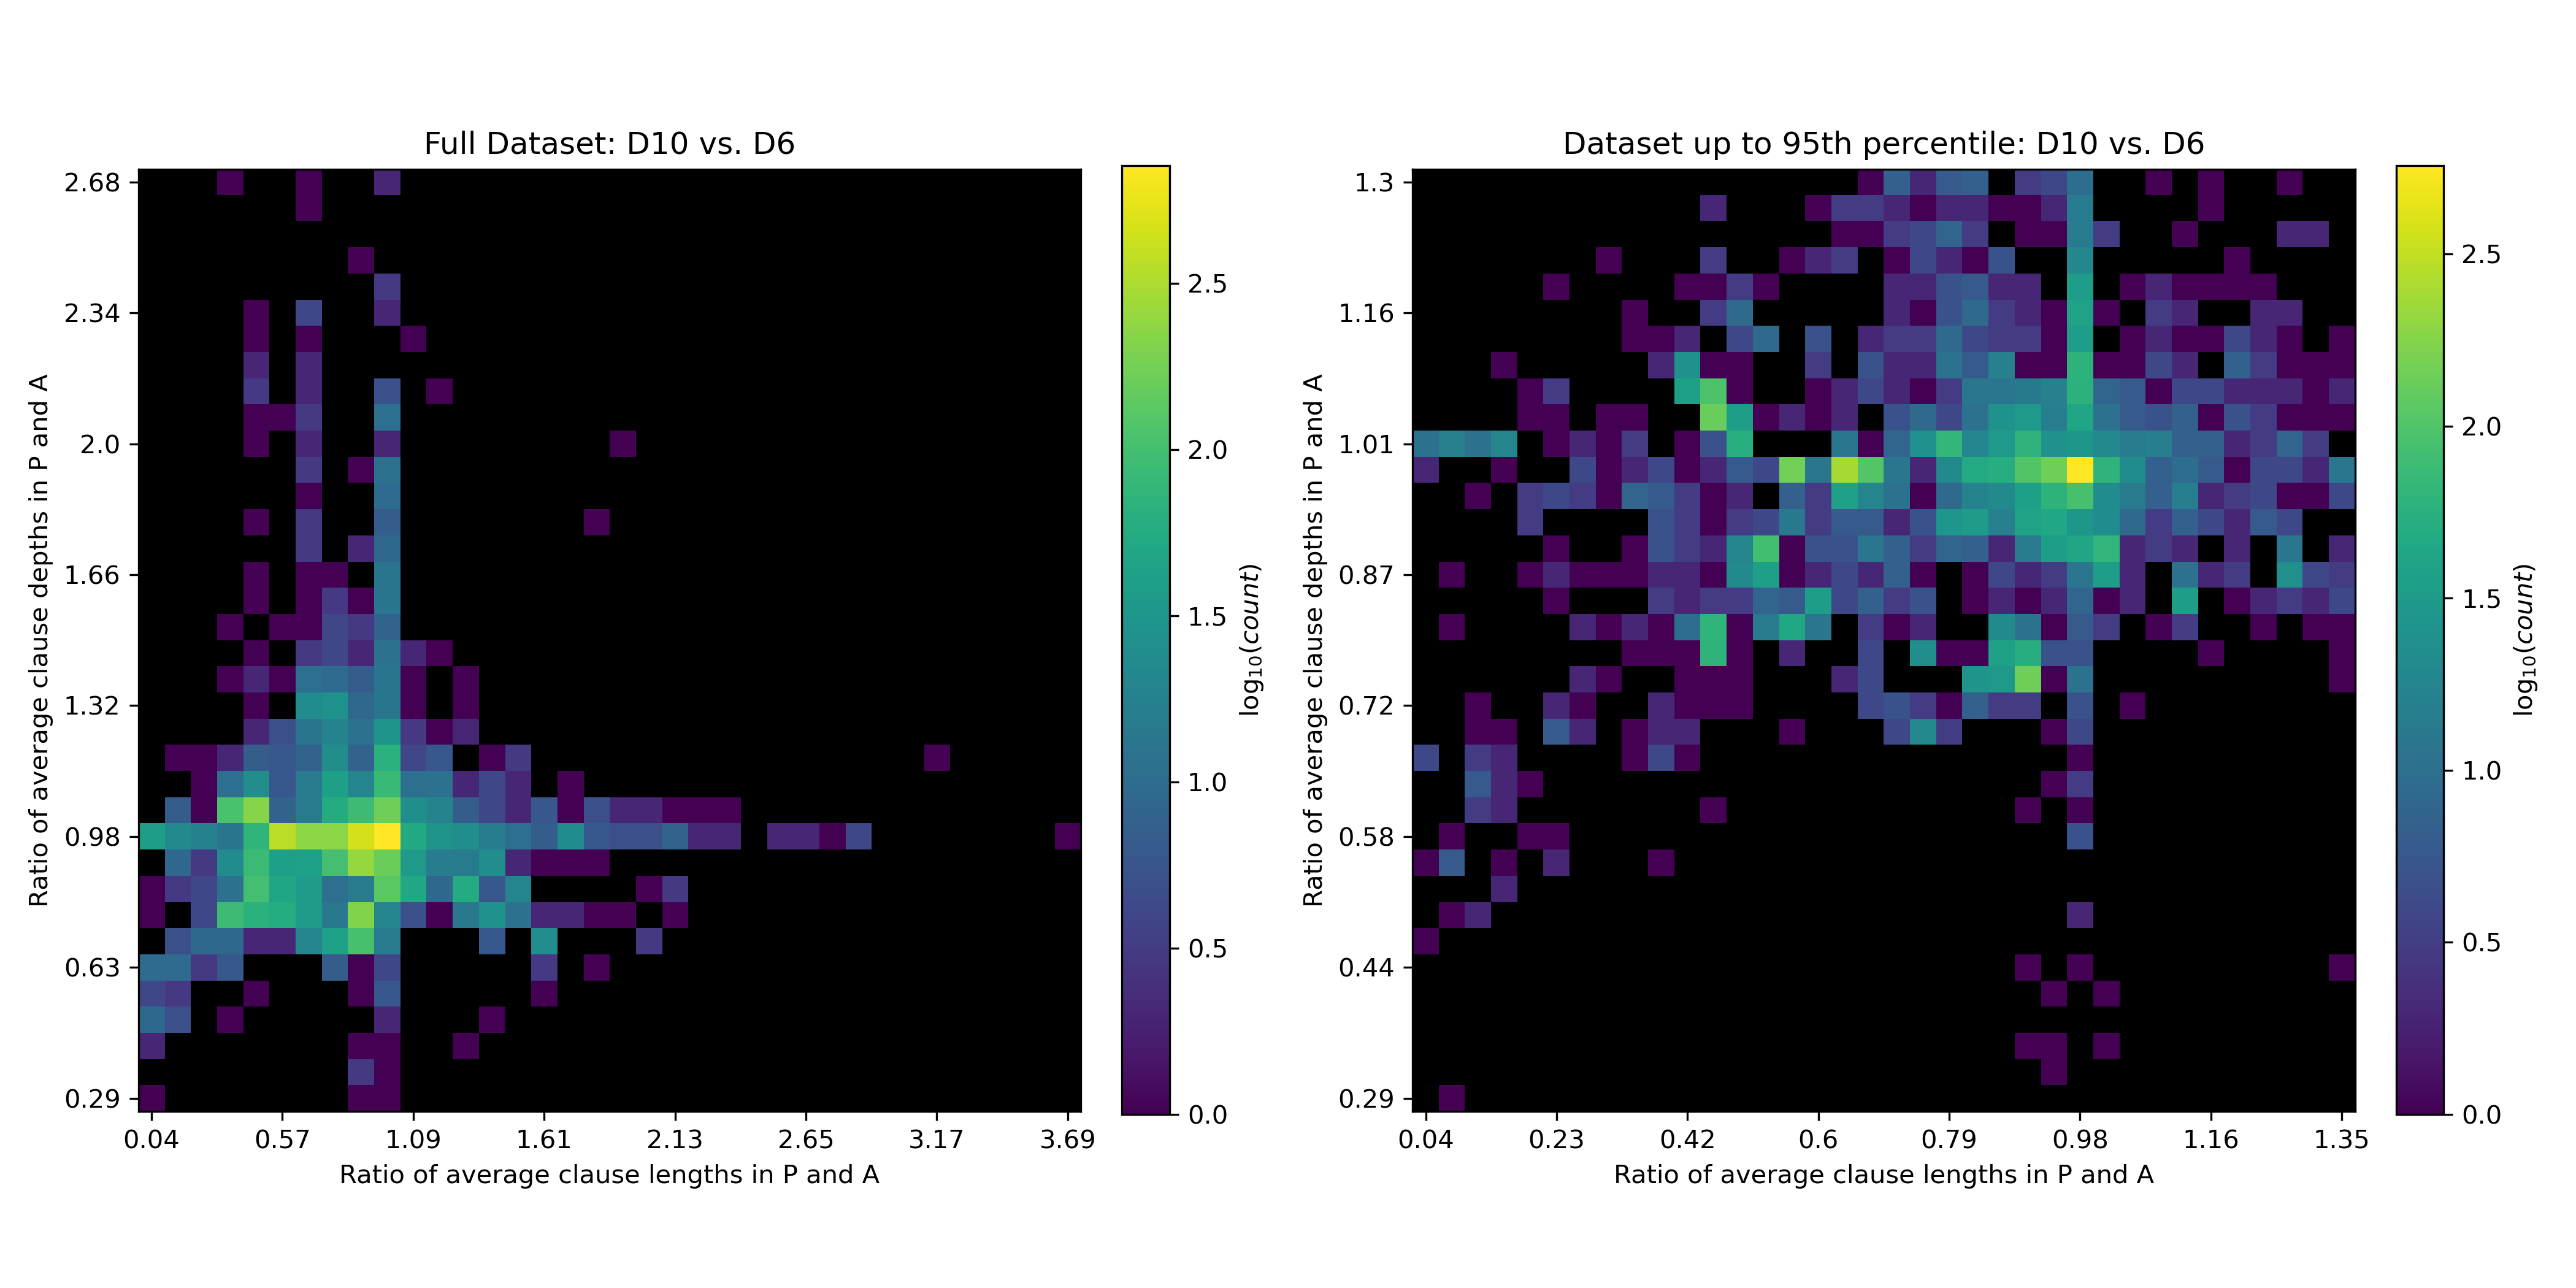 Full Dataset: D10 vs. D6
2.68
2.34
2.0
1.66
1.32
0.98
0.63
0.29
Ratio of average clause depths in P and A
0.04 0.57 1.09 1.61 2.13 2.65 3.17 3.69
Ratio of average clause lengths in P and A
2.5
2.0
1.5
1.0
0.5
0.0
log10(count)
Dataset up to 95th percentile: D10 vs. D6
1.3
1.16
1.01
0.87
0.72
0.58
0.44
0.29
Ratio of average clause depths in P and A
0.04 0.23 0.42 0.6 0.79 0.98 1.16 1.35
Ratio of average clause lengths in P and A
2.5
2.0
1.5
1.0
0.5
0.0
log10(count)